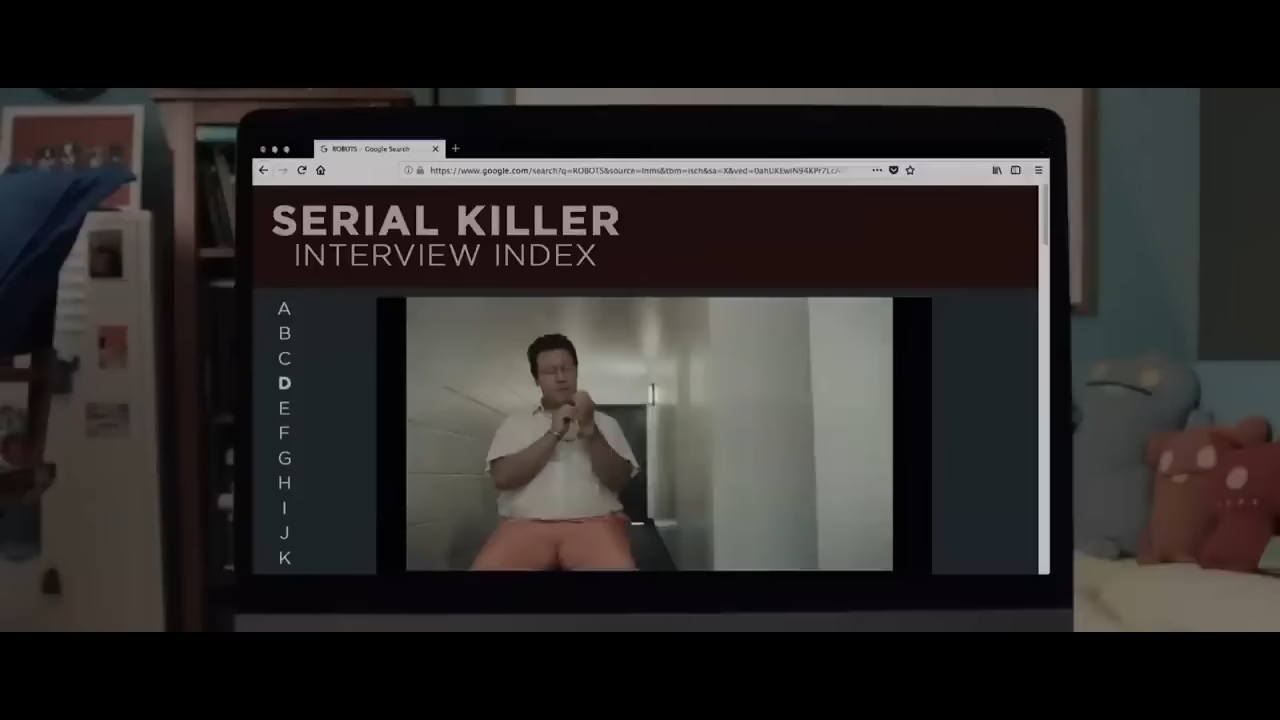 ROBOTS - Google Search
https://www.google.com/search?q=ROBOTS&source=lnms&tbm=isch&sa=X&ved=
SERIAL KILLER
INTERVIEW INDEX
A
B
C
D
E
F
G
H
I
J
K